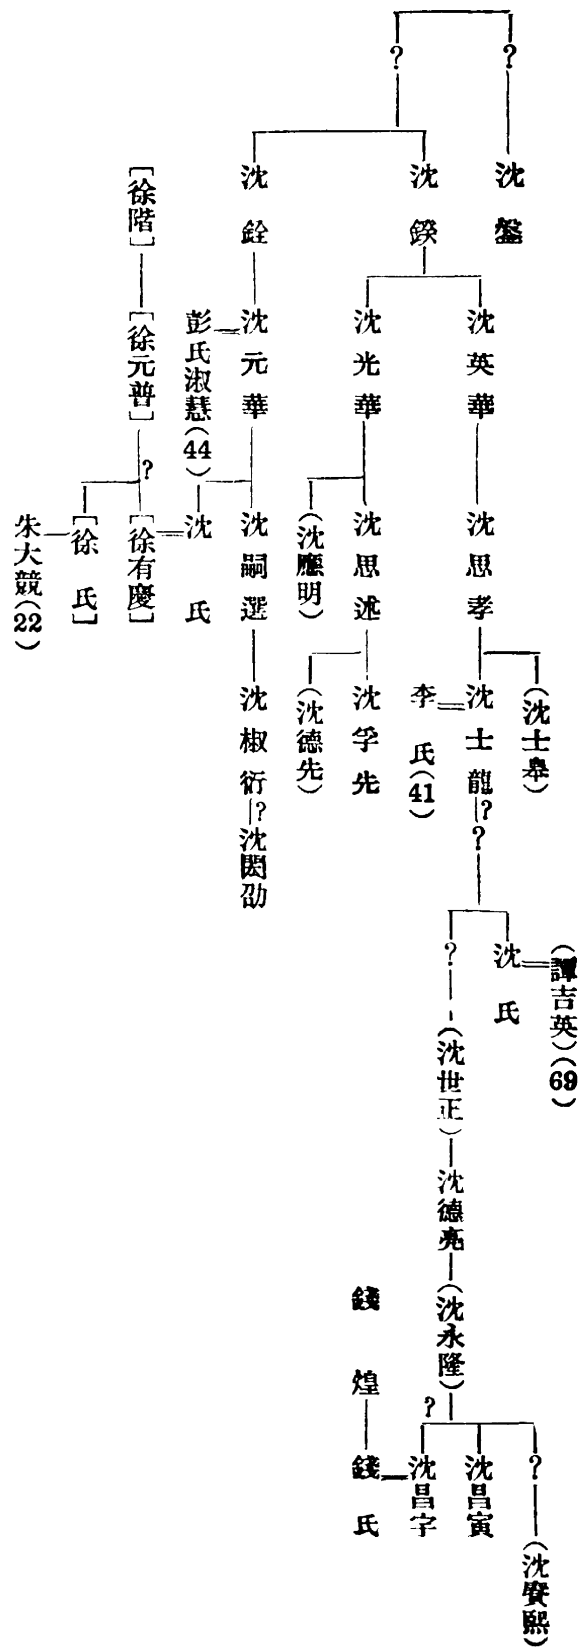 ?
?
沈
沈鍨
沈銓
[徐階]
沈英華
沈光華
沈元華
彭氏淑慧(44)
[徐元普]
?
沈思孝
沈思述
(沈應明)
沈嗣選
沈氏
[徐有慶]
[徐氏]
朱大競(22)
(沈士皋)
沈士龍
李氏(41)
沈孚先
(沈德先)
沈椒衍
?
?
?
沈閎劭
(譚吉英)(69)
沈氏
?
(沈世正)
沈德亮
(沈永隆)
?
錢煌
?
沈昌寅
沈昌宇
錢氏
(沈賡熙)